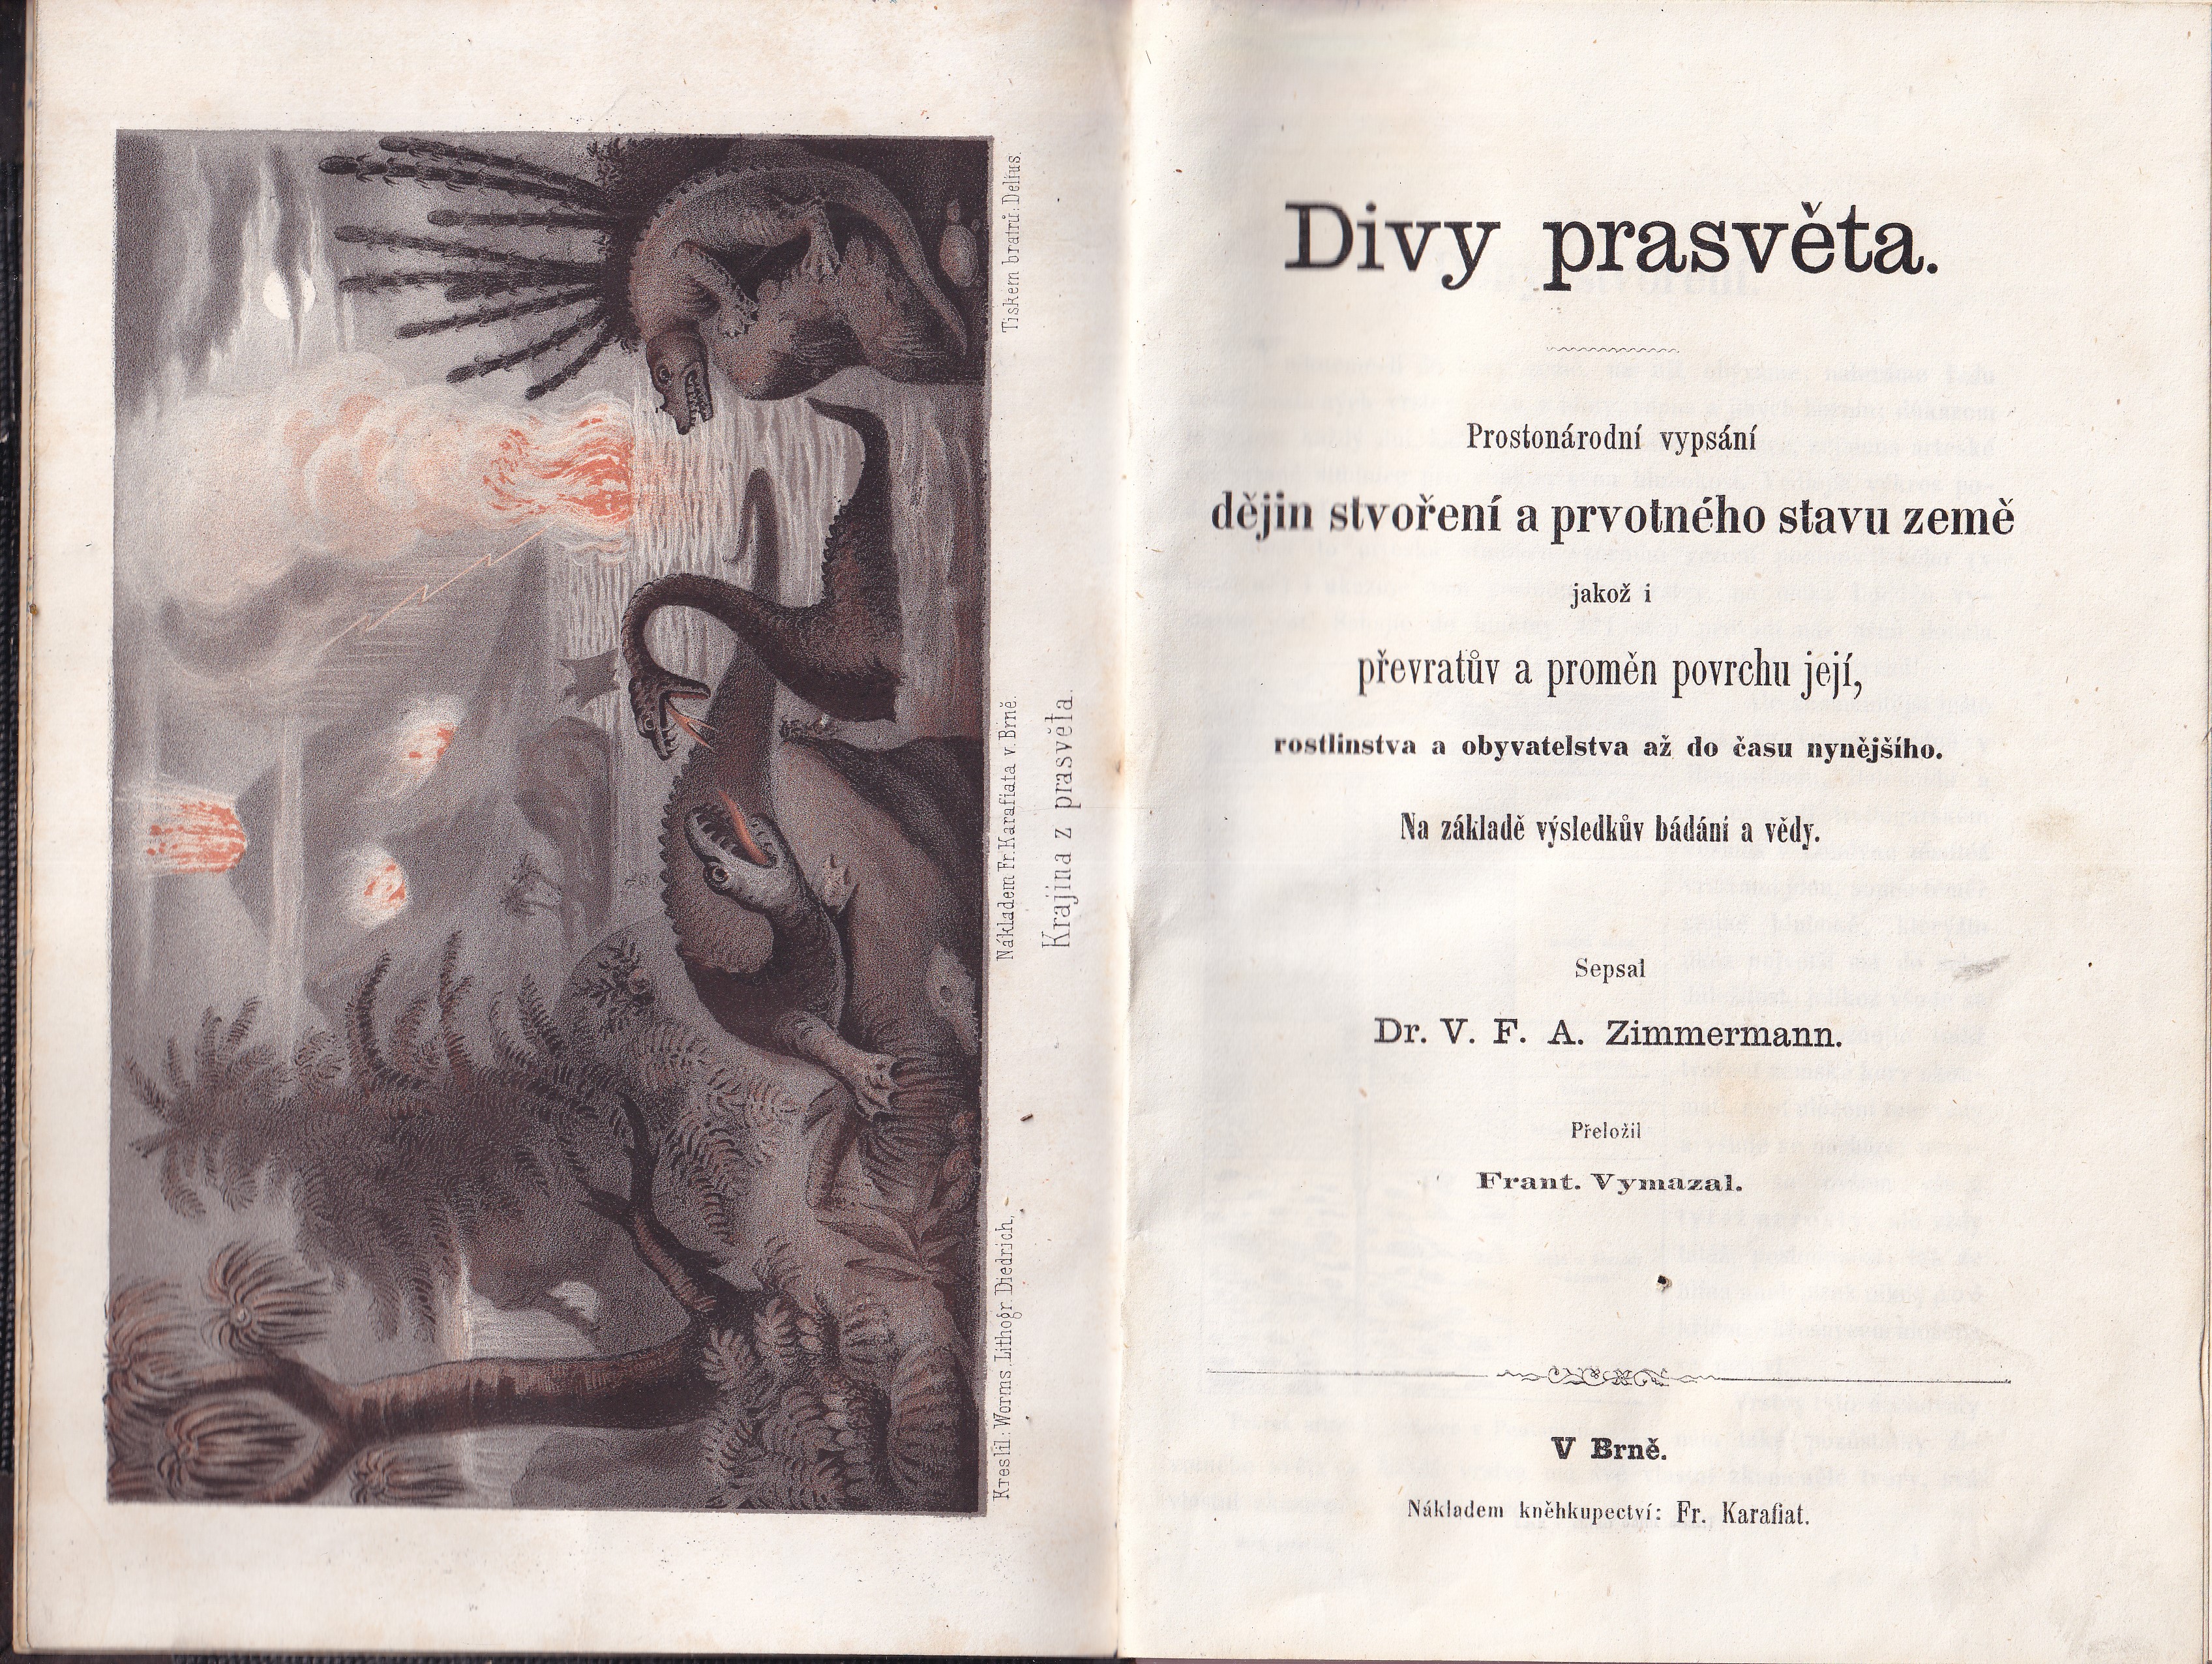 Kreslil: Worms. Lithogr. Diedrich.
Nákladem Fr. Karafiata v. Brně.
Tiskem bratrů: Delius.
Krajina z prasvěta.
Divy prasvěta.
Prostonárodní vypsání
dějin stvoření a prvotného stavu země
jakož i
převratův a proměn povrchu její,
rostlinstva a obyvatelstva až do času nynějšího.
Na základě výsledkův bádání a vědy.
Sepsal
Dr. V. F. A. Zimmermann.
Přeložil
Frant. Vymazal.
V Brně.
Nákladem kněhkupectví: Fr. Karafiat.